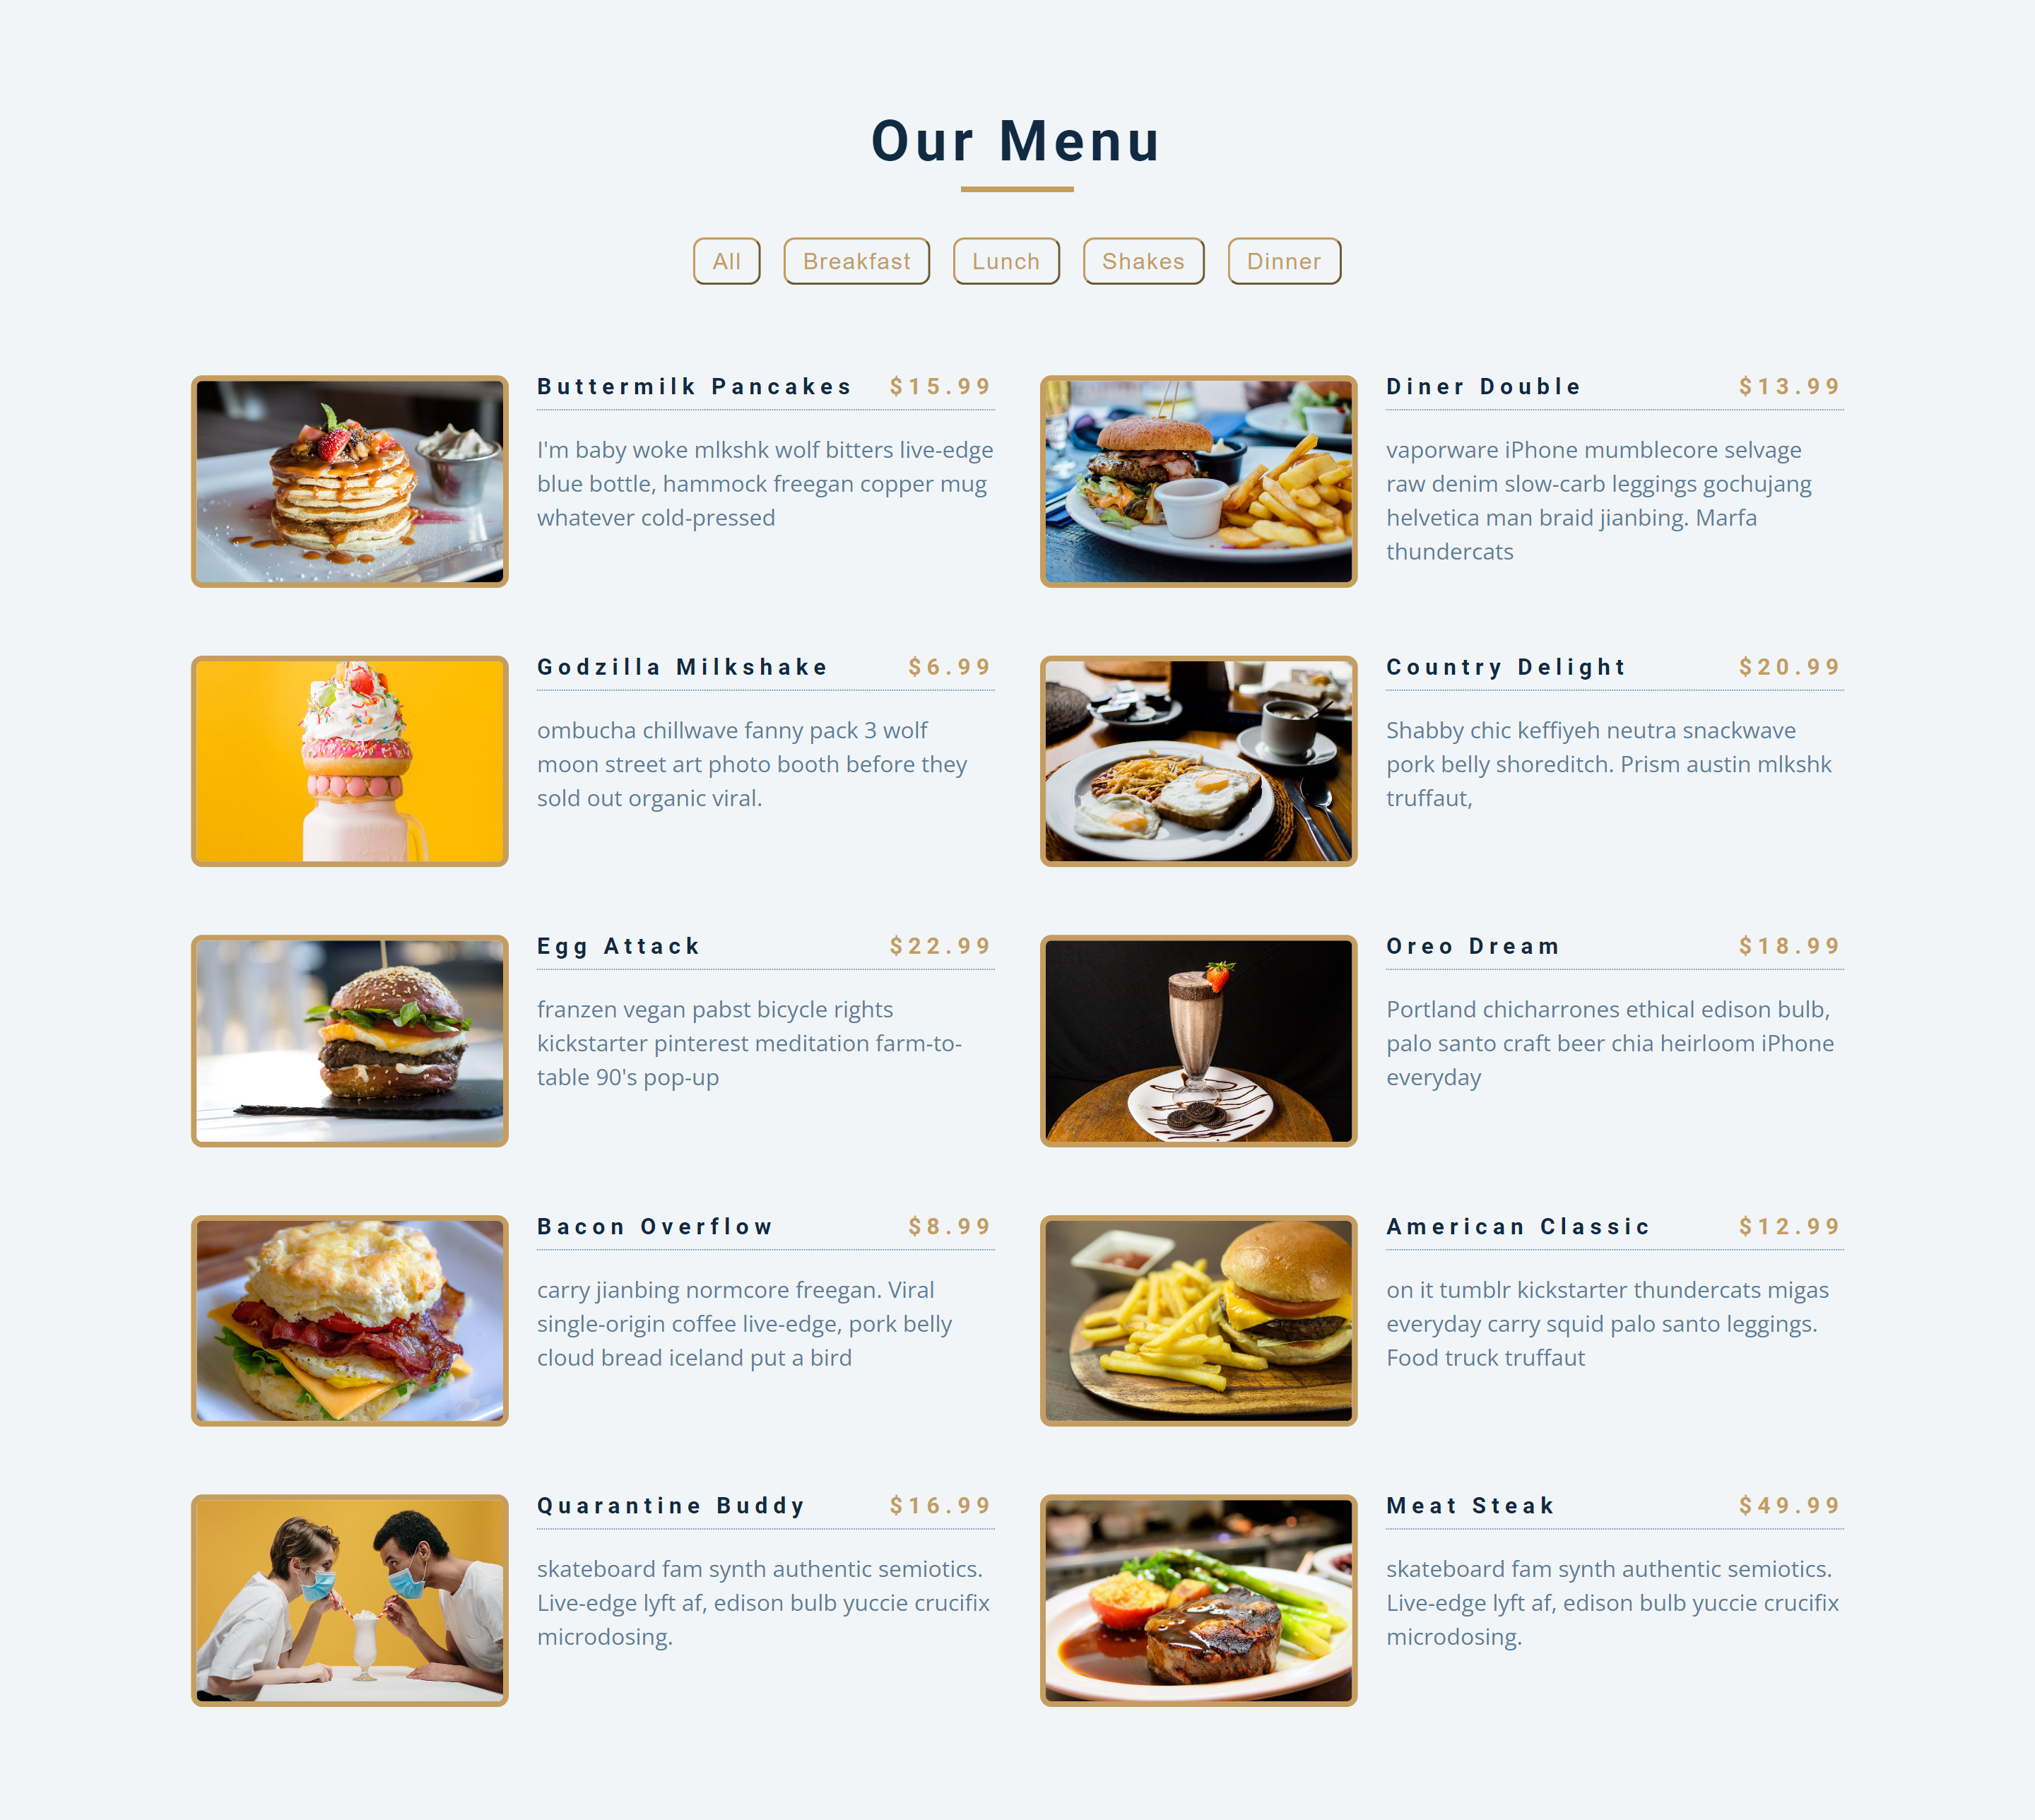 Our Menu
All
Breakfast
Lunch
Shakes
Dinner
Buttermilk Pancakes $15.99
I'm baby woke mlkshk wolf bitters live-edge
blue bottle, hammock freegan copper mug
whatever cold-pressed
Diner Double $13.99
vaporware iPhone mumblecore selvage
raw denim slow-carb leggings gochujang
helvetica man braid jianbing. Marfa
thundercats
Godzilla Milkshake $6.99
ombucha chillwave fanny pack 3 wolf
moon street art photo booth before they
sold out organic viral.
Country Delight $20.99
Shabby chic keffiyeh neutra snackwave
pork belly shoreditch. Prism austin mlkshk
truffaut,
Egg Attack $22.99
franzen vegan pabst bicycle rights
kickstarter pinterest meditation farm-to-
table 90's pop-up
Oreo Dream $18.99
Portland chicharrones ethical edison bulb,
palo santo craft beer chia heirloom iPhone
everyday
Bacon Overflow $8.99
carry jianbing normcore freegan. Viral
single-origin coffee live-edge, pork belly
cloud bread iceland put a bird
American Classic $12.99
on it tumblr kickstarter thundercats migas
everyday carry squid palo santo leggings.
Food truck truffaut
Quarantine Buddy $16.99
skateboard fam synth authentic semiotics.
Live-edge lyft af, edison bulb yuccie crucifix
microdosing.
Meat Steak $49.99
skateboard fam synth authentic semiotics.
Live-edge lyft af, edison bulb yuccie crucifix
microdosing.